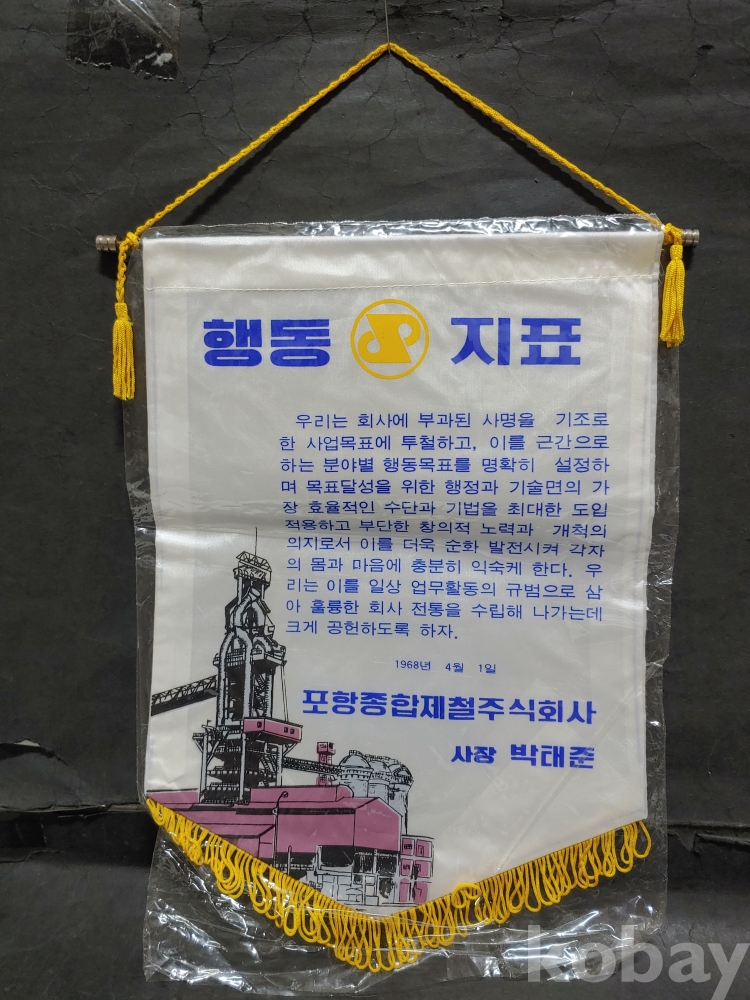 행동 지표
우리는 회사에 부과된 사명을 기조로
한 사업목표에 투철하고, 이를 근간으로
하는 분야별 행동목표를 명확히 설정하
며 목표달성을 위한 행정과 기술면의 가
장 효율적인 수단과 기법을 최대한 도입
적용하고 부단한 창의적 노력과 개척의
의지로서 이를 더욱 순화 발전시켜 각자
의 몸과 마음에 충분히 익숙케 한다. 우
리는 이를 일상 업무활동의 규범으로 삼
아 훌륭한 회사 전통을 수립해 나가는데
크게 공헌하도록 하자.
1968년 4월 1일
포항종합제철주식회사
사장 박태준
kobay